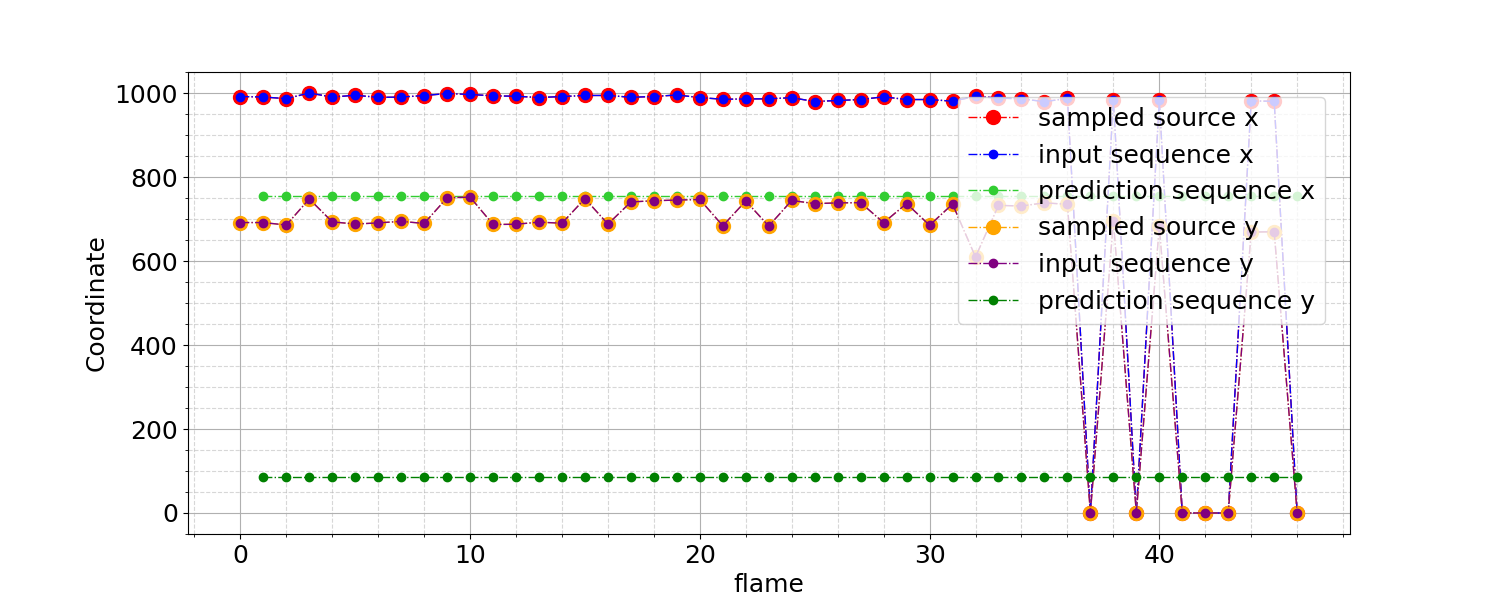 1000
800
600
400
200
0
Coordinate
sampled source x
input sequence x
prediction sequence x
sampled source y
input sequence y
prediction sequence y
0 10 20 30 40
flame